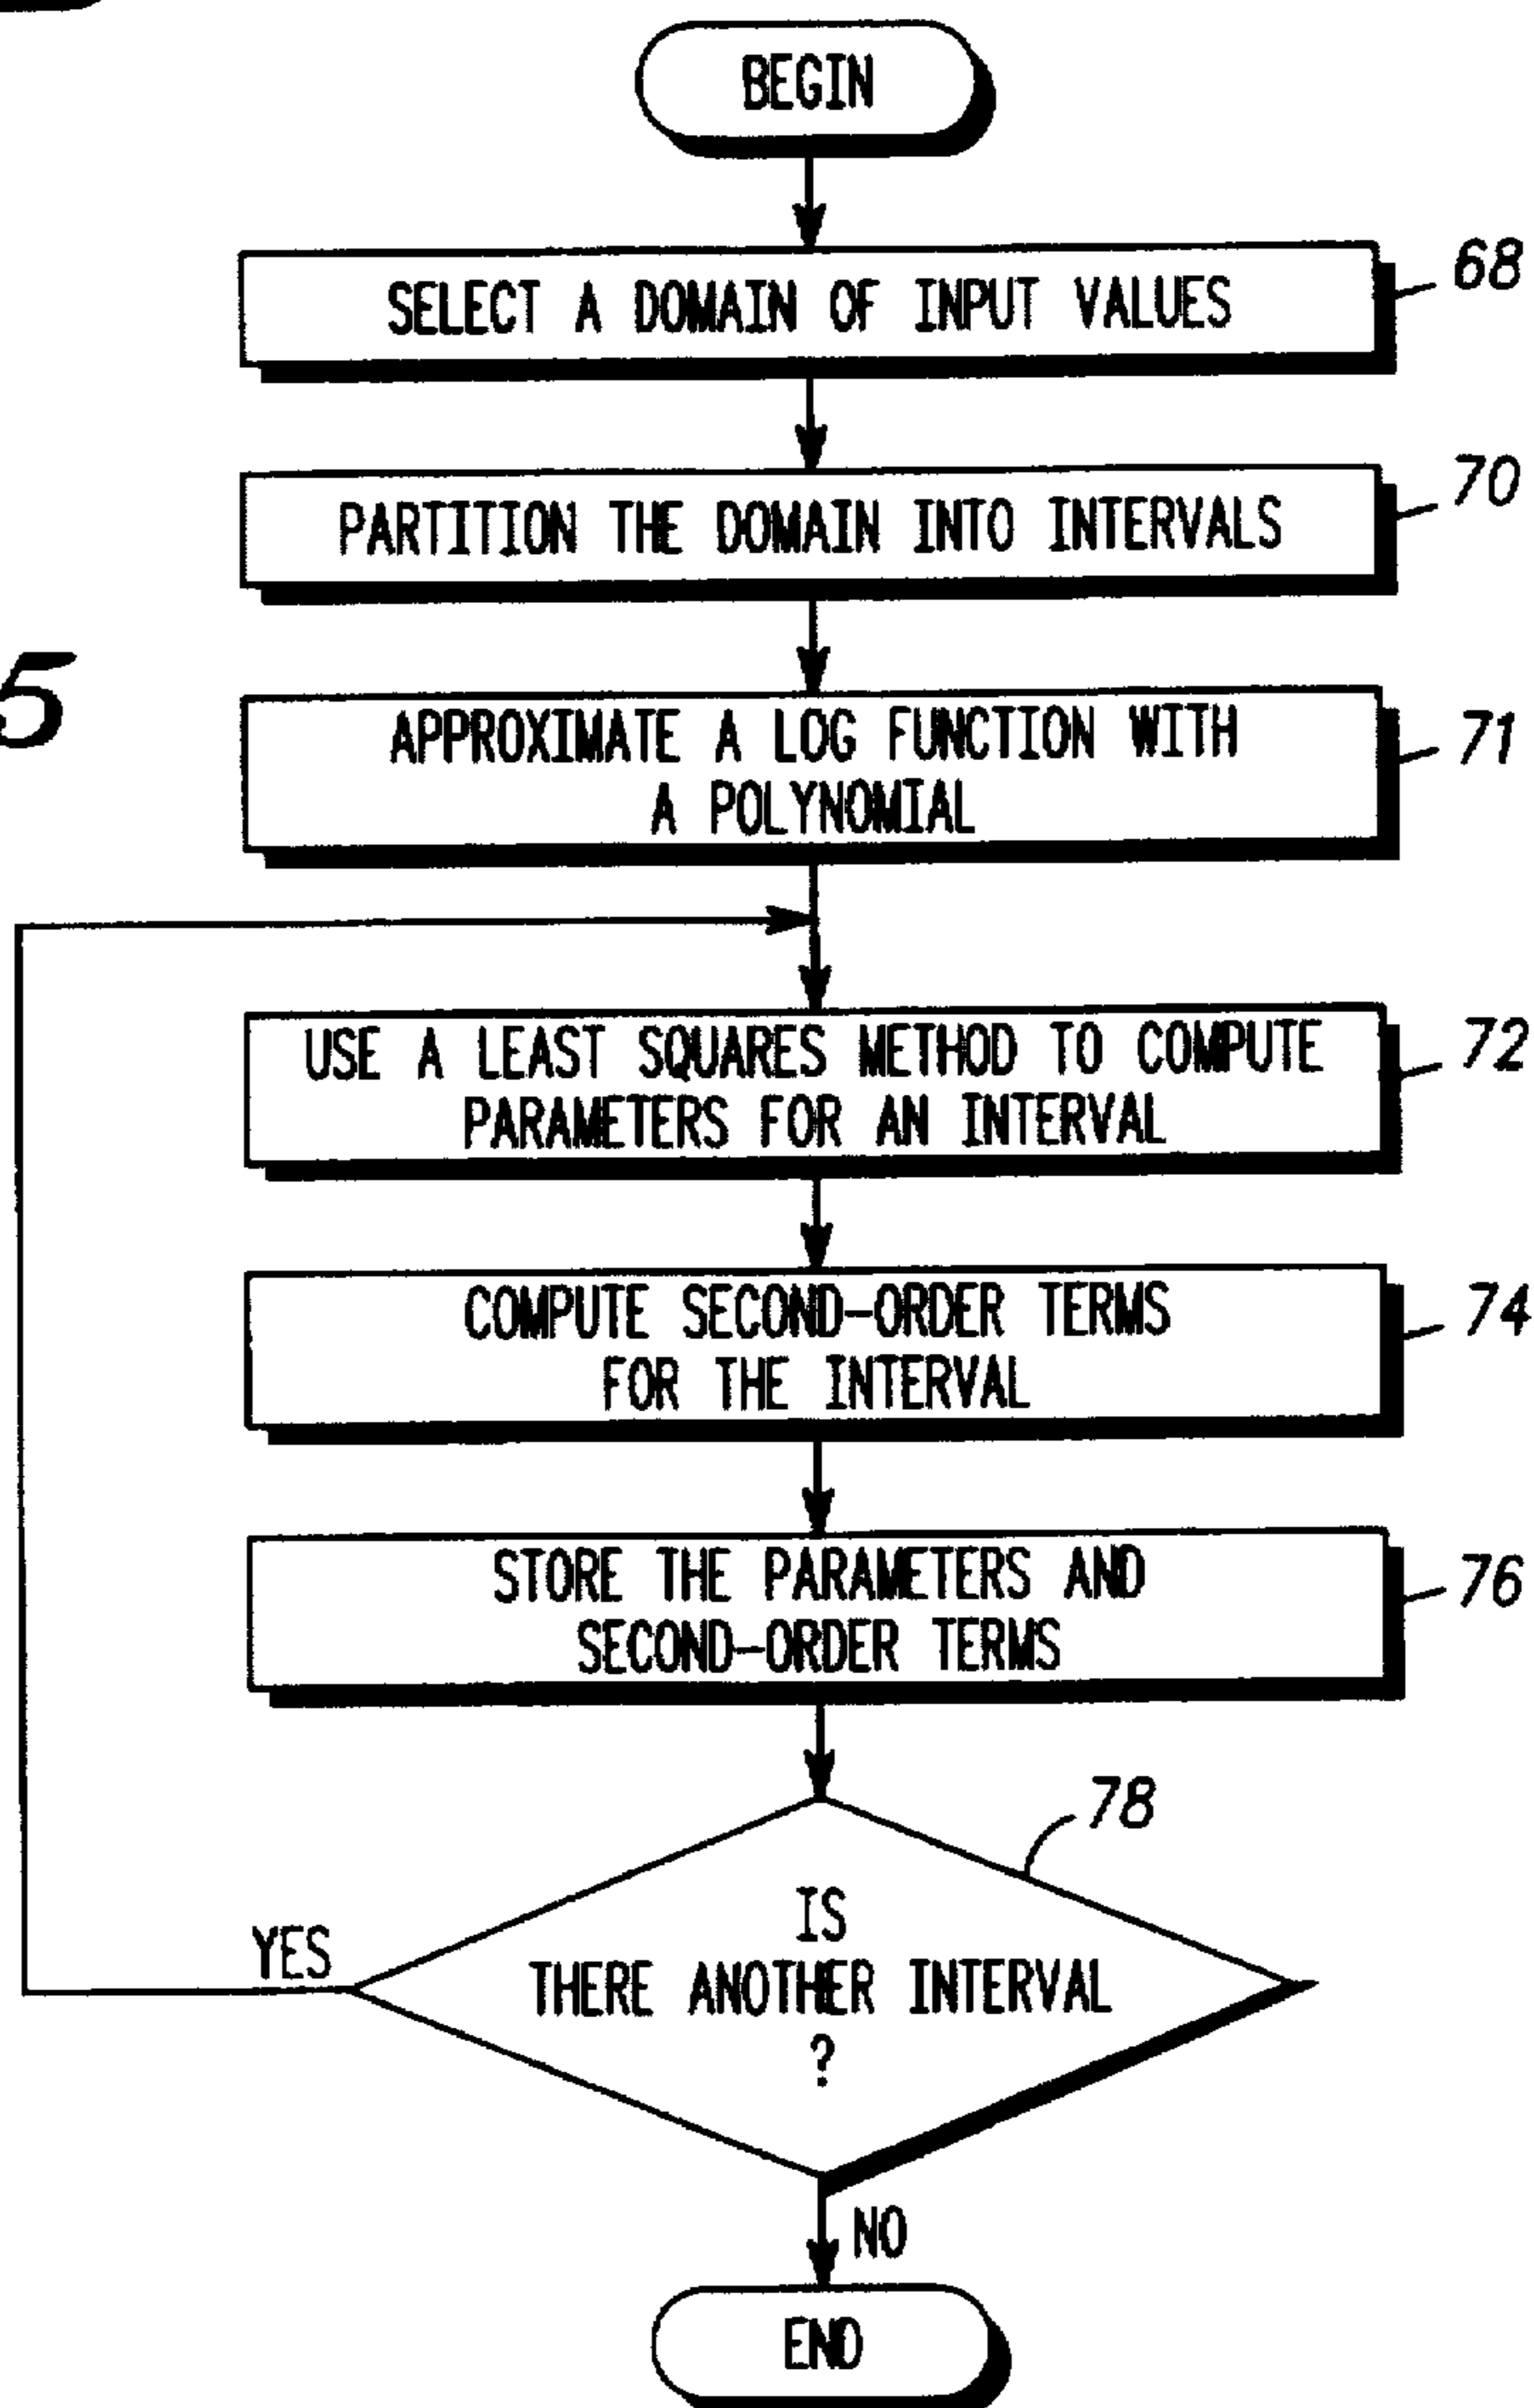 BEGIN
SELECT A DOMAIN OF INPUT VALUES
68
PARTITION THE DOMAIN INTO INTERVALS
70
5
APPROXIMATE A LOG FUNCTION WITH
A POLYNOMIAL
71
USE A LEAST SQUARES METHOD TO COMPUTE
PARAMETERS FOR AN INTERVAL
72
COMPUTE SECOND-ORDER TERMS
FOR THE INTERVAL
74
STORE THE PARAMETERS AND
SECOND-ORDER TERMS
76
78
IS
THERE ANOTHER INTERVAL
?
YES
NO
END